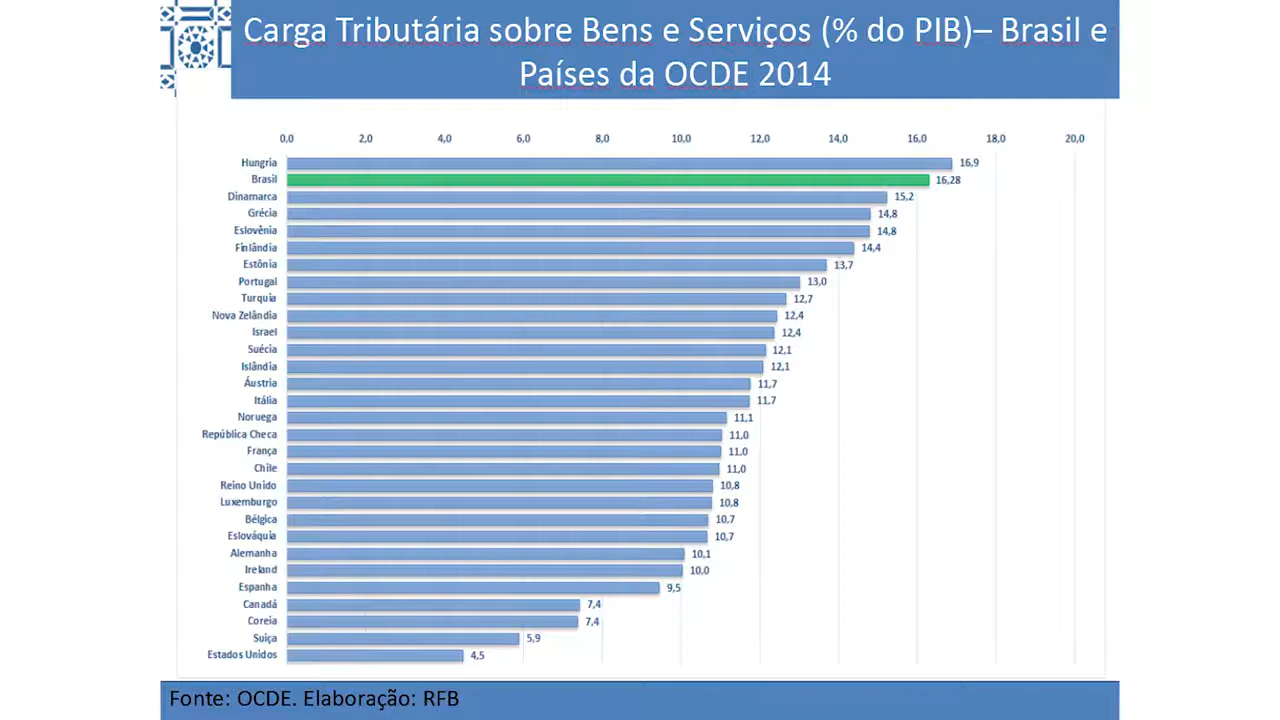 Carga Tributária sobre Bens e Serviços (% do PIB)– Brasil e
Países da OCDE 2014
0,0 2,0 4,0 6,0 8,0 10,0 12,0 14,0 16,0 18,0 20,0
Hungria 16,9
Brasil 16,28
Dinamarca 15,2
Grécia 14,8
Eslovênia 14,8
Finlândia 14,4
Estônia 13,7
Portugal 13,0
Turquia 12,7
Nova Zelândia 12,4
Israel 12,4
Suécia 12,1
Islândia 12,1
Áustria 11,7
Itália 11,7
Noruega 11,1
República Checa 11,0
França 11,0
Chile 11,0
Reino Unido 10,8
Luxemburgo 10,8
Bélgica 10,7
Eslováquia 10,7
Alemanha 10,1
Ireland 10,0
Espanha 9,5
Canadá 7,4
Coreia 7,4
Suiça 5,9
Estados Unidos 4,5
Fonte: OCDE. Elaboração: RFB